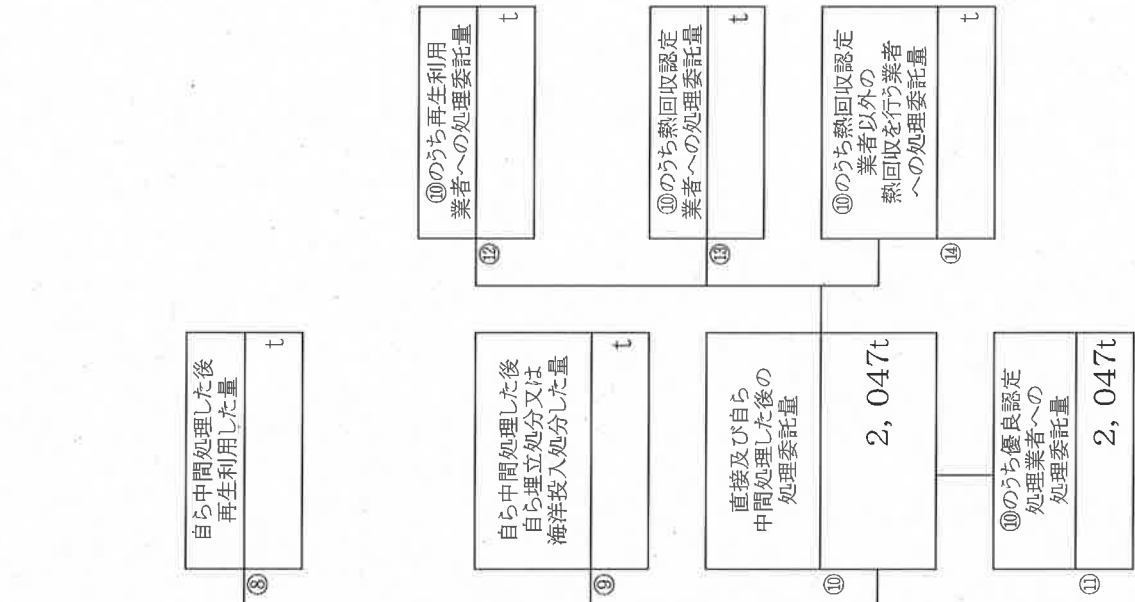 ⑧
自ら中間処理した後
再生利用した量
t
⑨
自ら中間処理した後
自ら埋立処分又は
海洋投入処分した量
t
⑩
直接及び自ら
中間処理した後の
処理委託量
2, 047t
⑪
⑩のうち優良認定
処理業者への
処理委託量
2, 047t
⑫
⑩のうち再生利用
業者への処理委託量
t
⑬
⑩のうち熱回収認定
業者への処理委託量
t
⑭
⑩のうち熱回収認定
業者以外の
熱回収を行う業者
への処理委託量
t